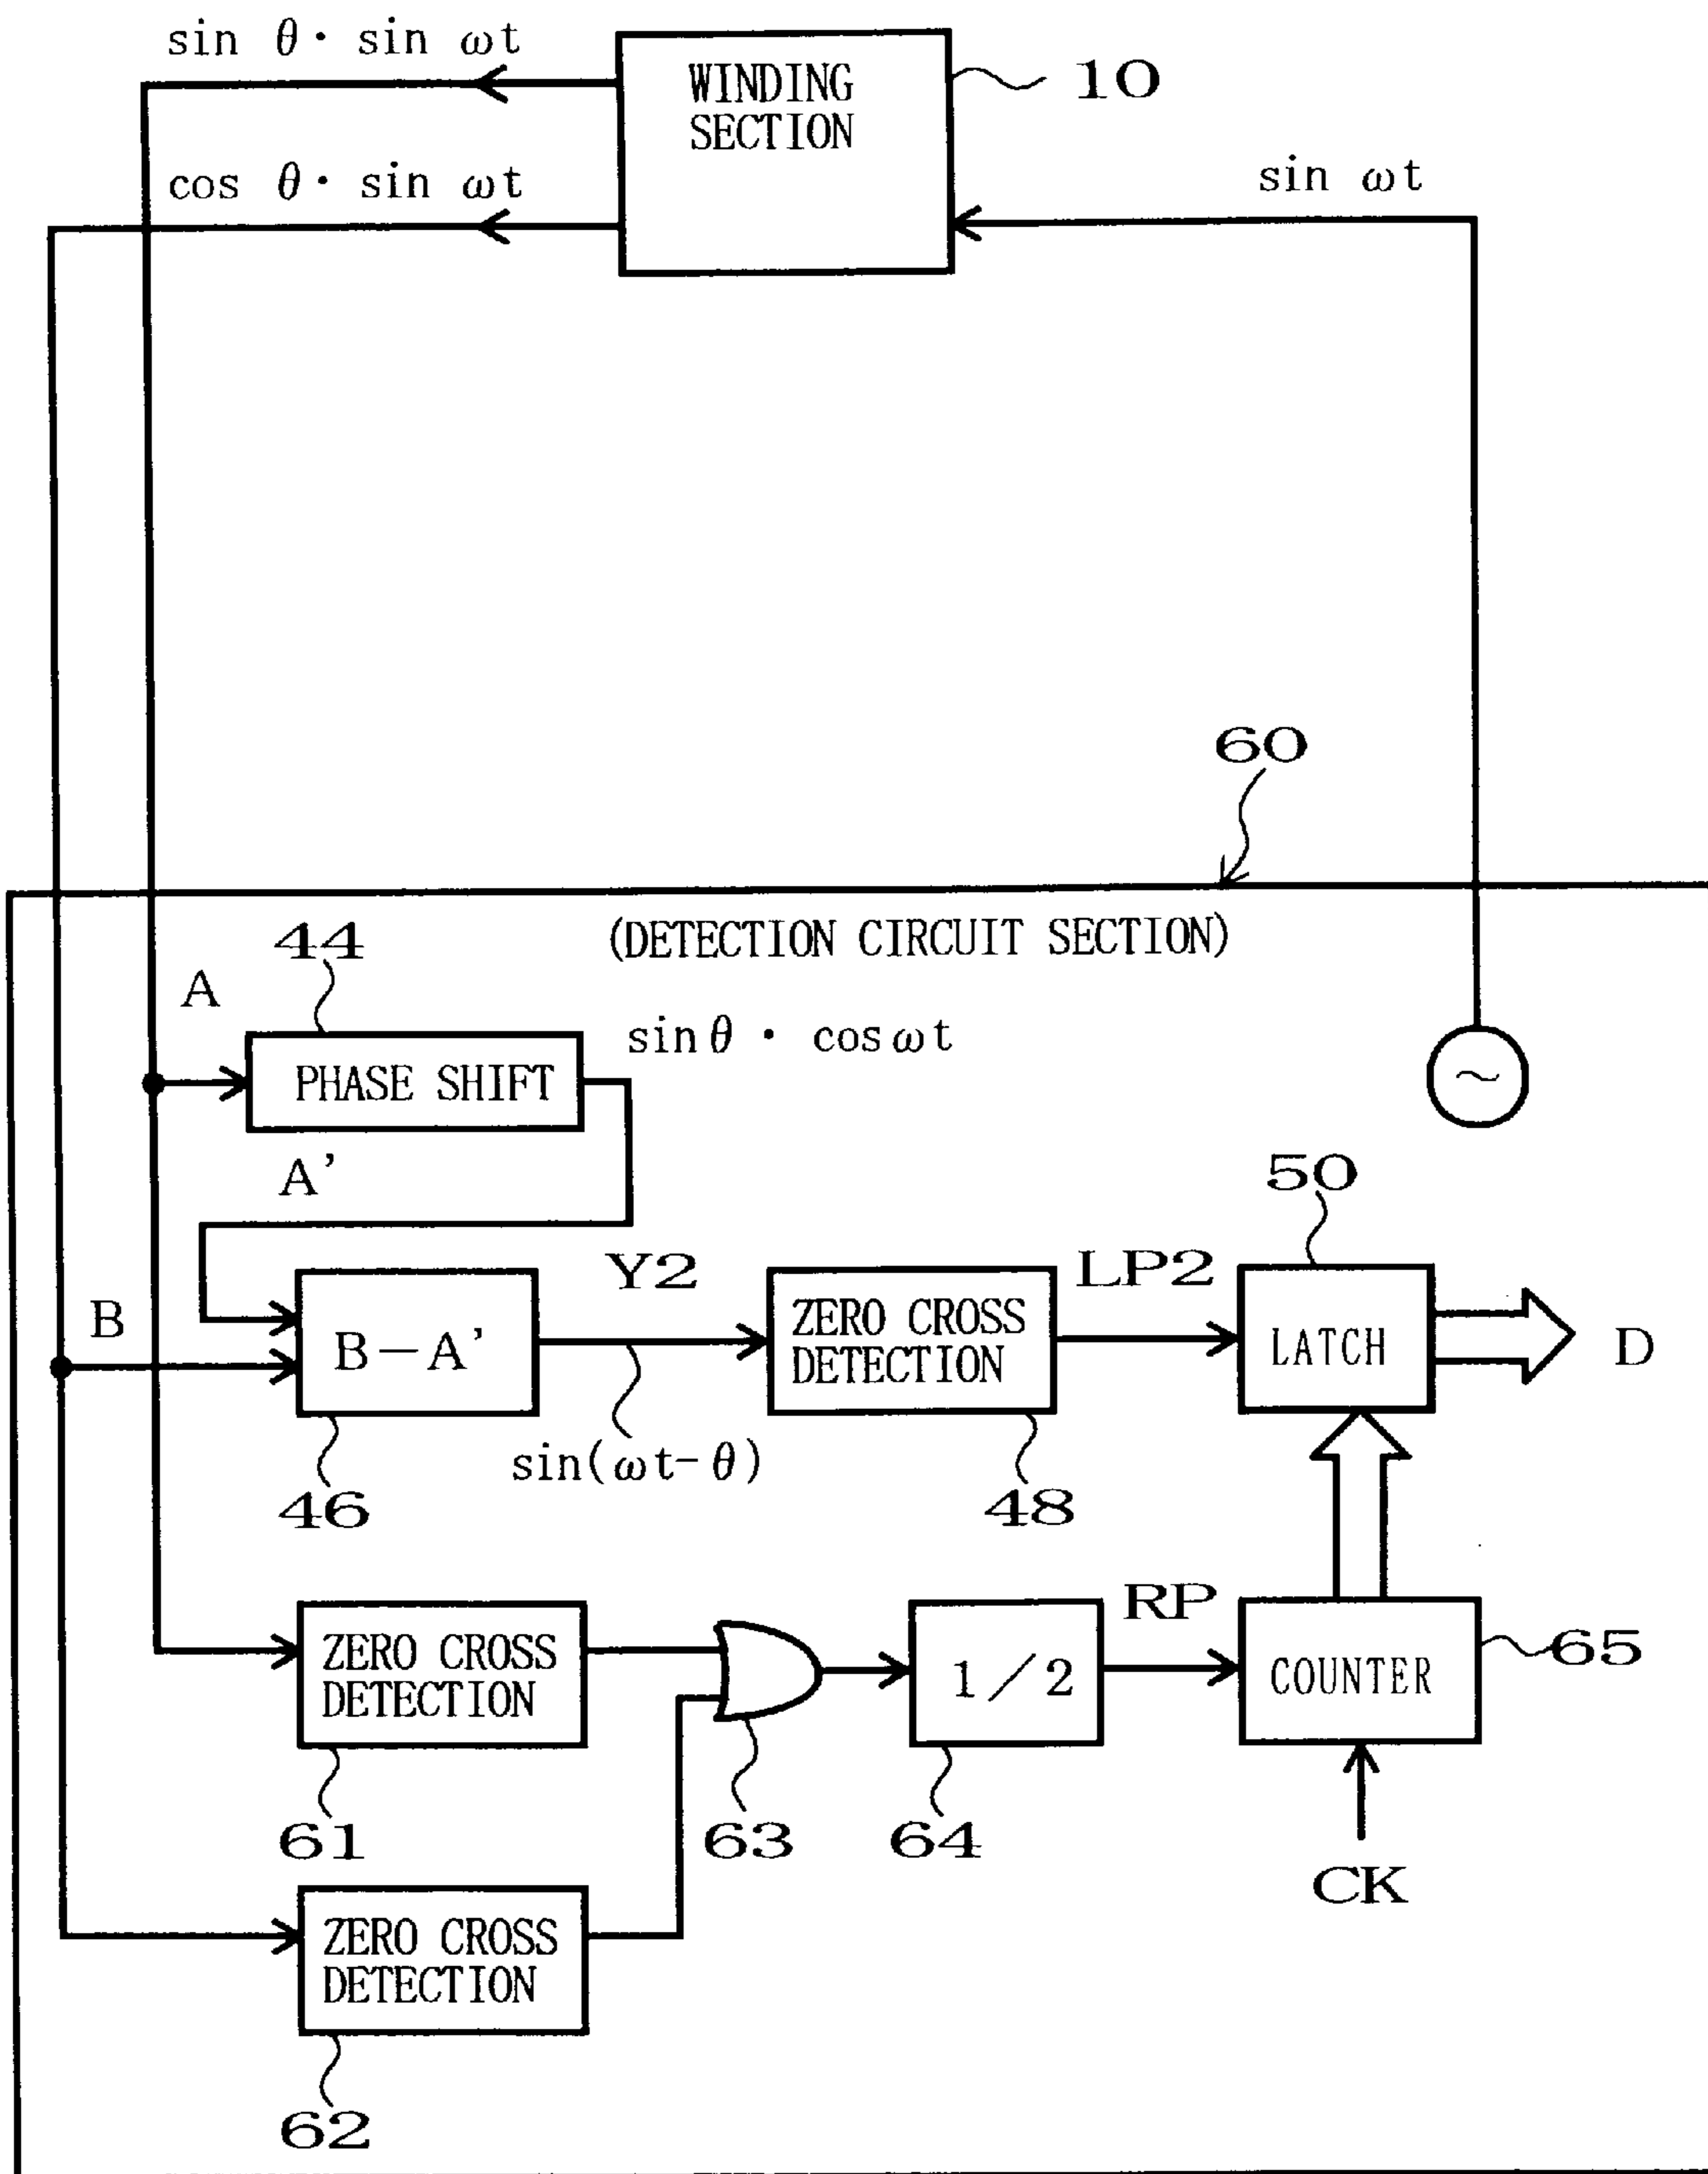 sin θ・sin ωt
WINDING
SECTION
10
cos θ・sin ωt
sin ωt
60
(DETECTION CIRCUIT SECTION)
44
A
sinθ・cosωt
PHASE SHIFT
~
A'
50
B
B-A'
Y2
ZERO CROSS
DETECTION
LP2
LATCH
D
sin(ωt-θ)
46
48
RP
ZERO CROSS
DETECTION
1/2
COUNTER
65
61
63
64
CK
ZERO CROSS
DETECTION
62